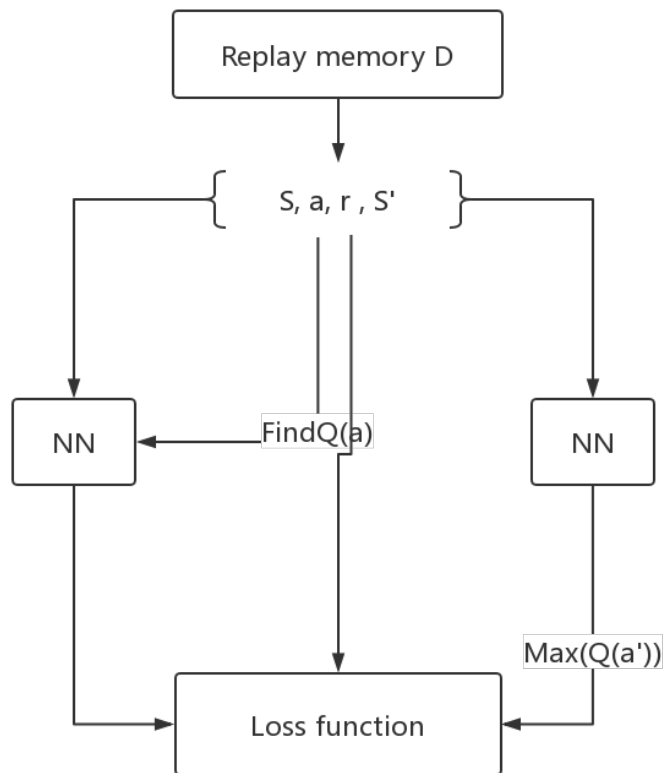 Replay memory D
S, a, r , S'
FindQ(a)
NN
NN
Max(Q(a'))
Loss function